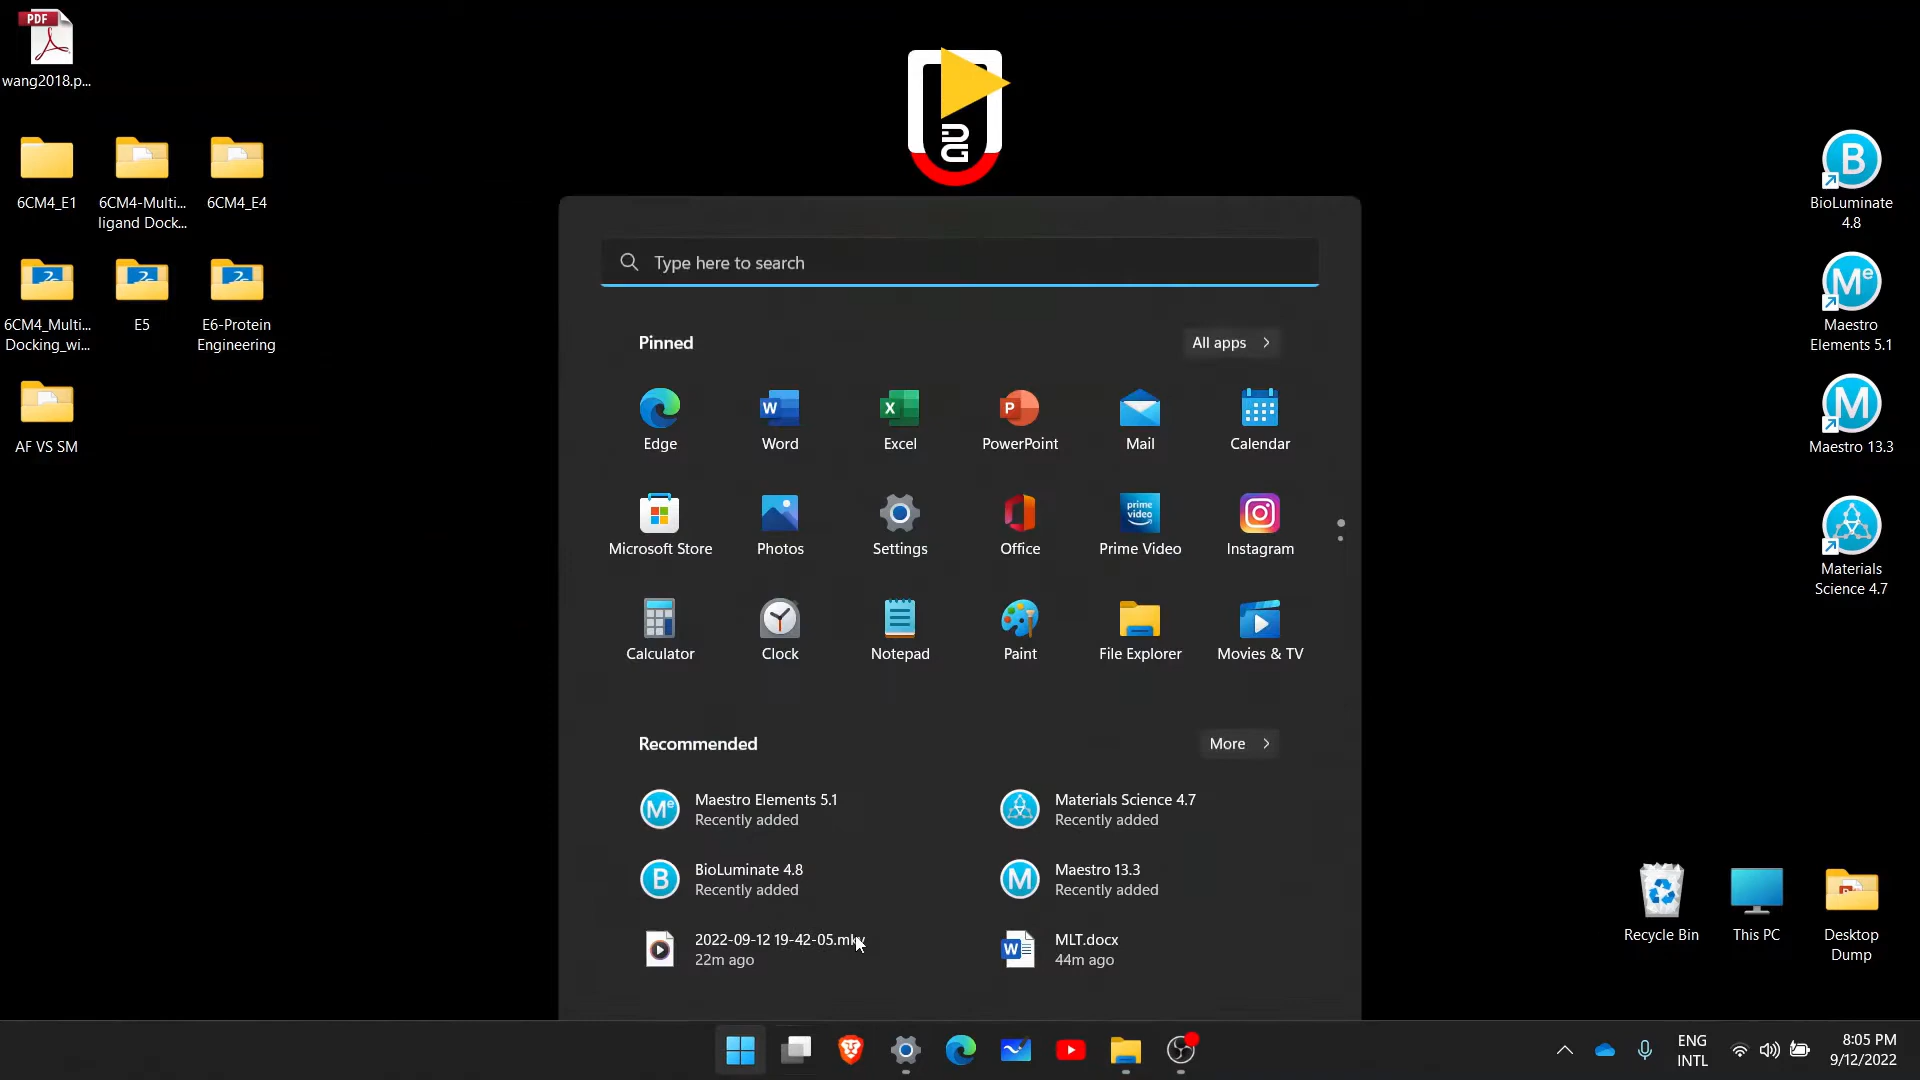 PDF
wang2018.p...
6CM4_E1
6CM4-Multi...
ligand Dock...
6CM4_E4
6CM4_Multi...
Docking_wi...
E5
E6-Protein
Engineering
AF VS SM
Type here to search
Pinned
All apps
Edge
Word
Excel
PowerPoint
Mail
Calendar
Microsoft Store
Photos
Settings
Office
prime
video
Prime Video
Instagram
Calculator
Clock
Notepad
Paint
File Explorer
Movies & TV
Recommended
More
Maestro Elements 5.1
Recently added
Materials Science 4.7
Recently added
BioLuminate 4.8
Recently added
Maestro 13.3
Recently added
2022-09-12 19-42-05.mkv
22m ago
MLT.docx
44m ago
BioLuminate
4.8
Maestro
Elements 5.1
Maestro 13.3
Materials
Science 4.7
Recycle Bin
This PC
Desktop
Dump
ENG
INTL
8:05 PM
9/12/2022